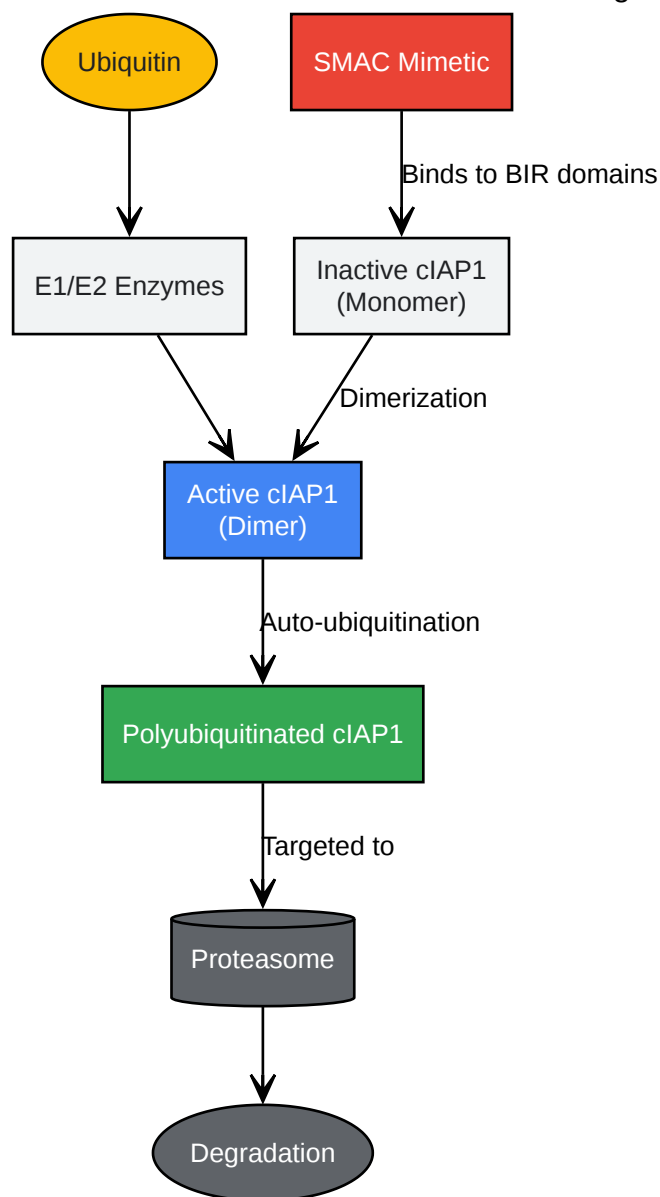 g
Ubiquitin
SMAC Mimetic
Binds to BIR domains
E1/E2 Enzymes
Inactive cIAP1
(Monomer)
Dimerization
Active cIAP1
(Dimer)
Auto-ubiquitination
Polyubiquitinated cIAP1
Targeted to
Proteasome
Degradation